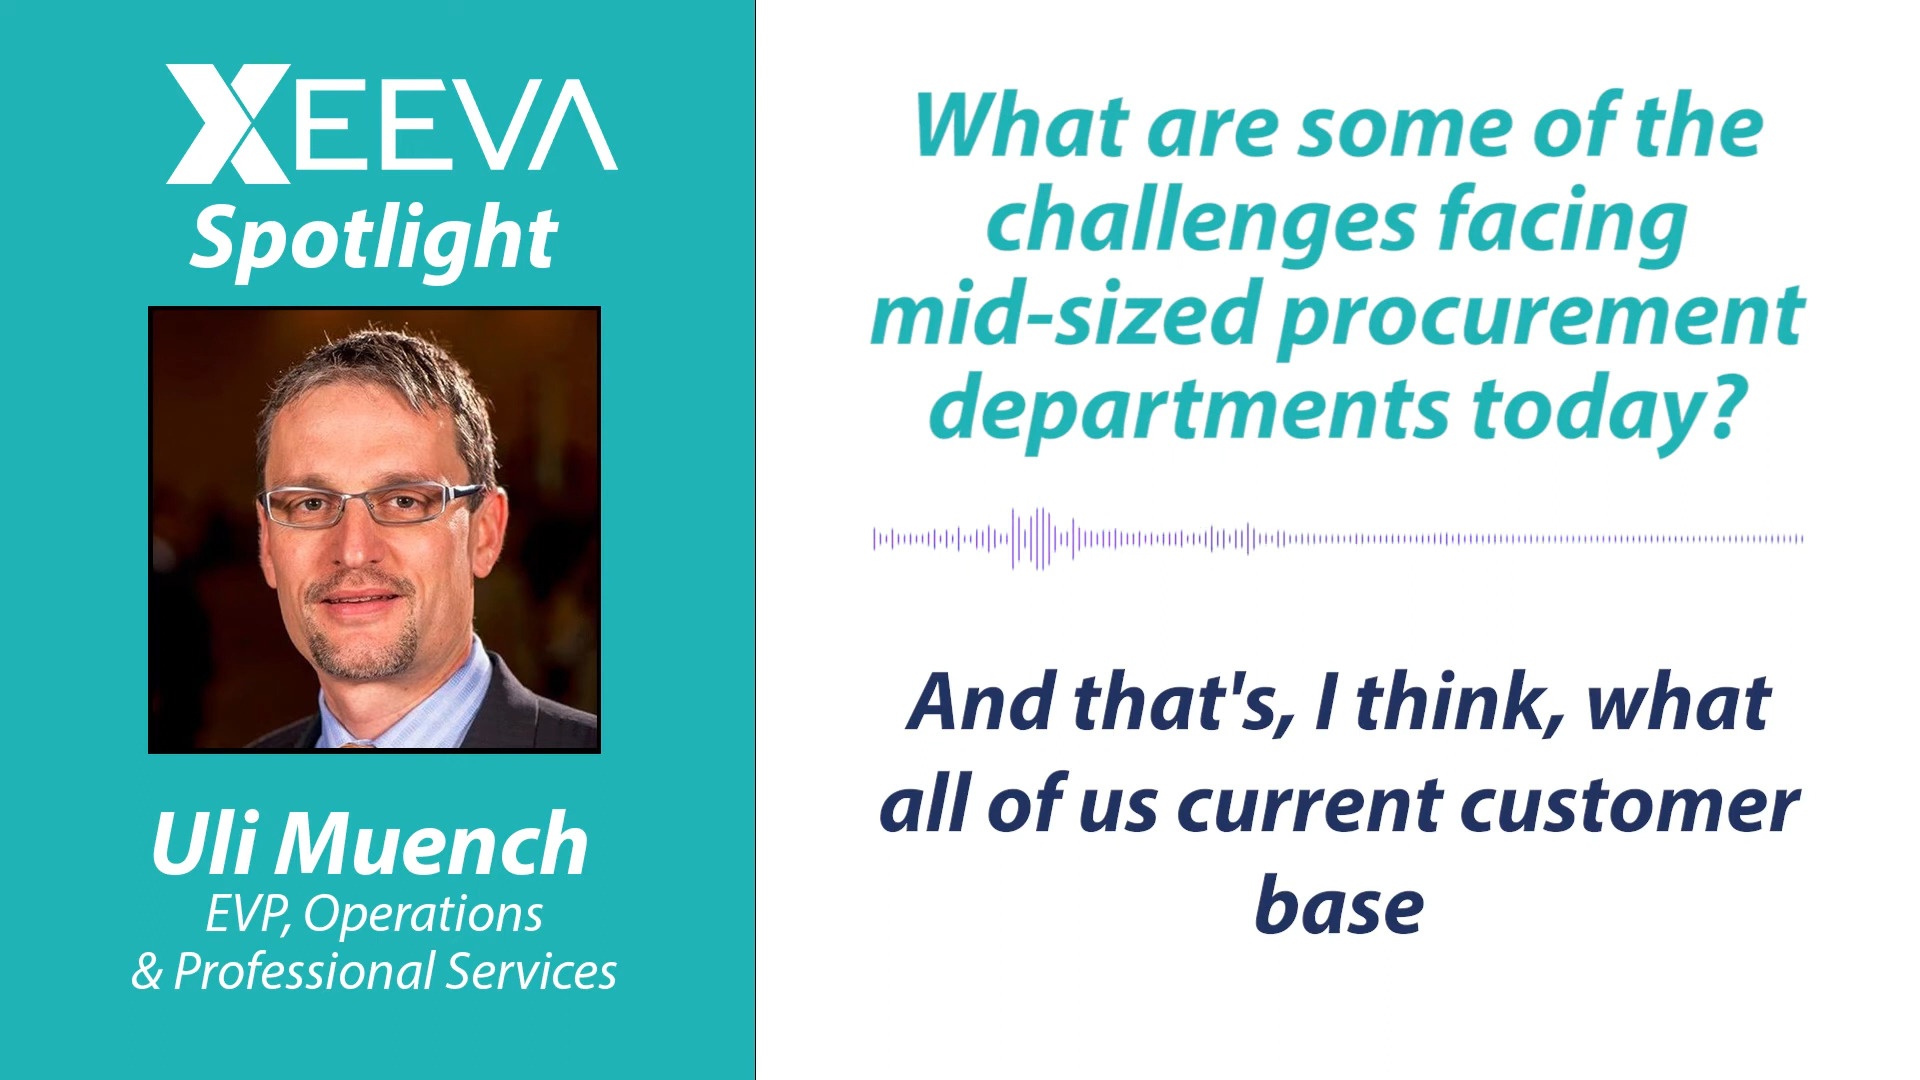 XEEVA
Spotlight
Uli Muench
EVP, Operations
& Professional Services
What are some of the
challenges facing
mid-sized procurement
departments today?
And that's, I think, what
all of us current customer
base